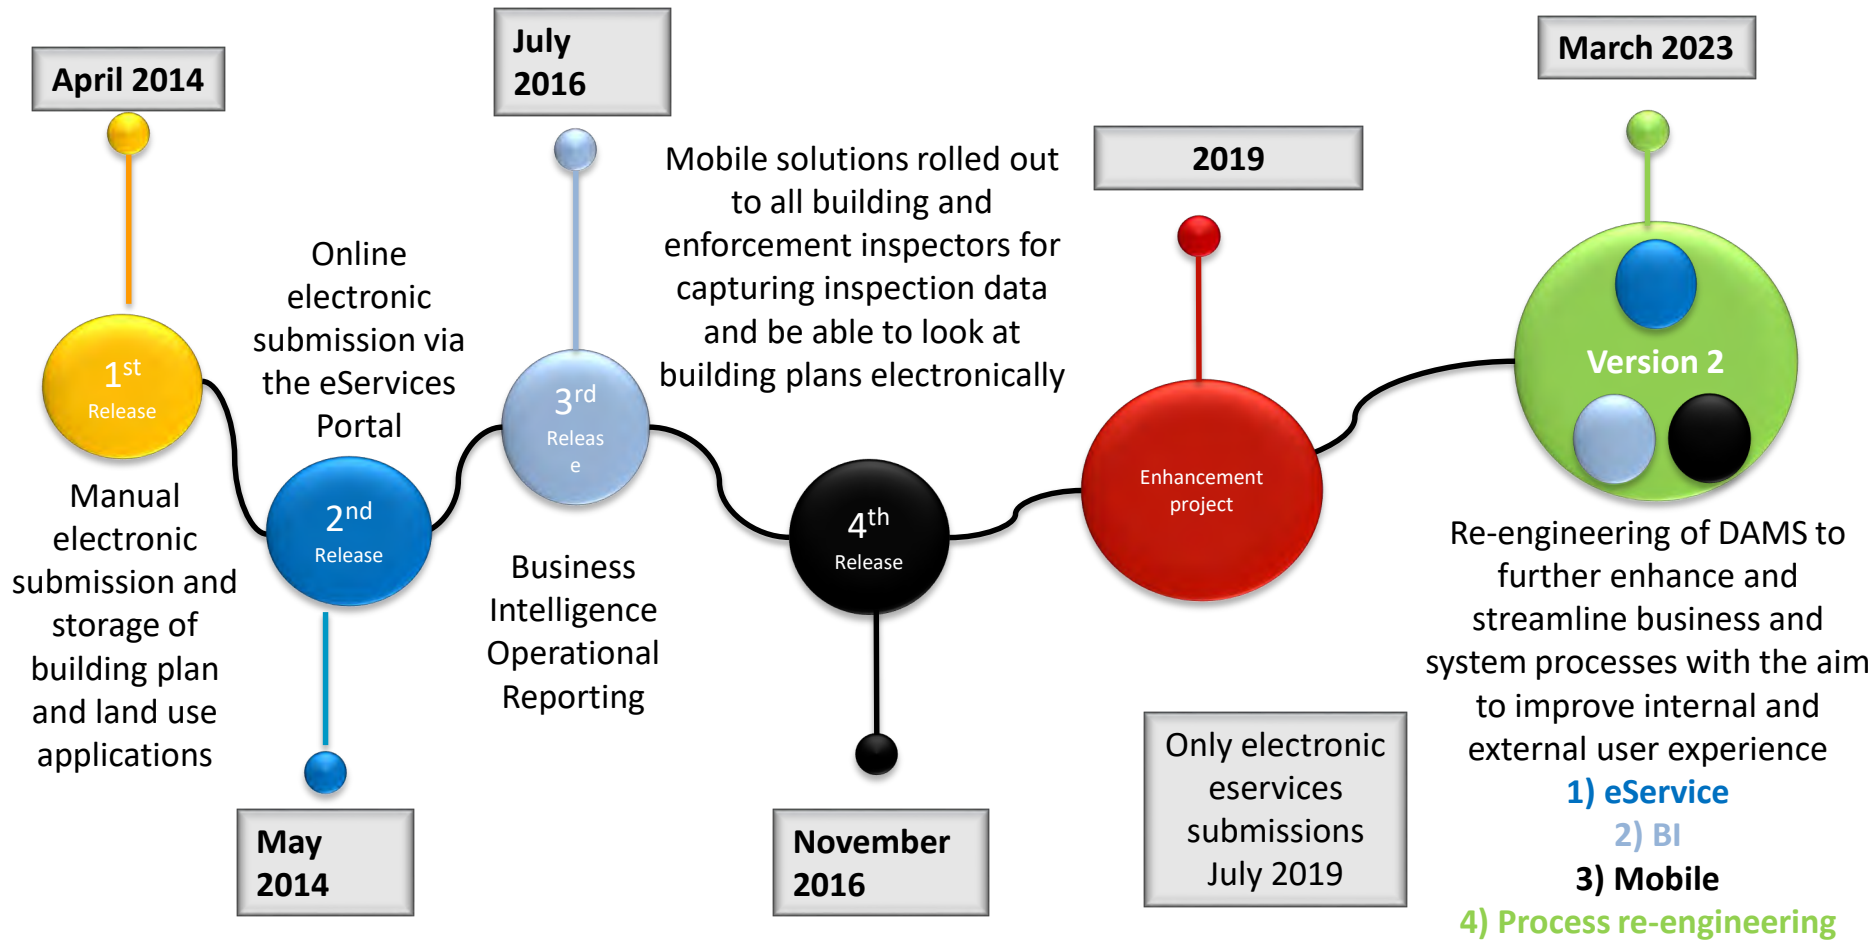 April 2014
1st
Release
Manual
electronic
submission and
storage of
building plan
and land use
applications
Online
electronic
submission via
the eServices
Portal
2nd
Release
May
2014
July
2016
3rd
Releas
e
Business
Intelligence
Operational
Reporting
Mobile solutions rolled out
to all building and
enforcement inspectors for
capturing inspection data
and be able to look at
building plans electronically
4th
Release
November
2016
2019
Enhancement
project
Only electronic
eservices
submissions
July 2019
March 2023
Version 2
Re-engineering of DAMS to
further enhance and
streamline business and
system processes with the aim
to improve internal and
external user experience
1) eService
2) BI
3) Mobile
4) Process re-engineering